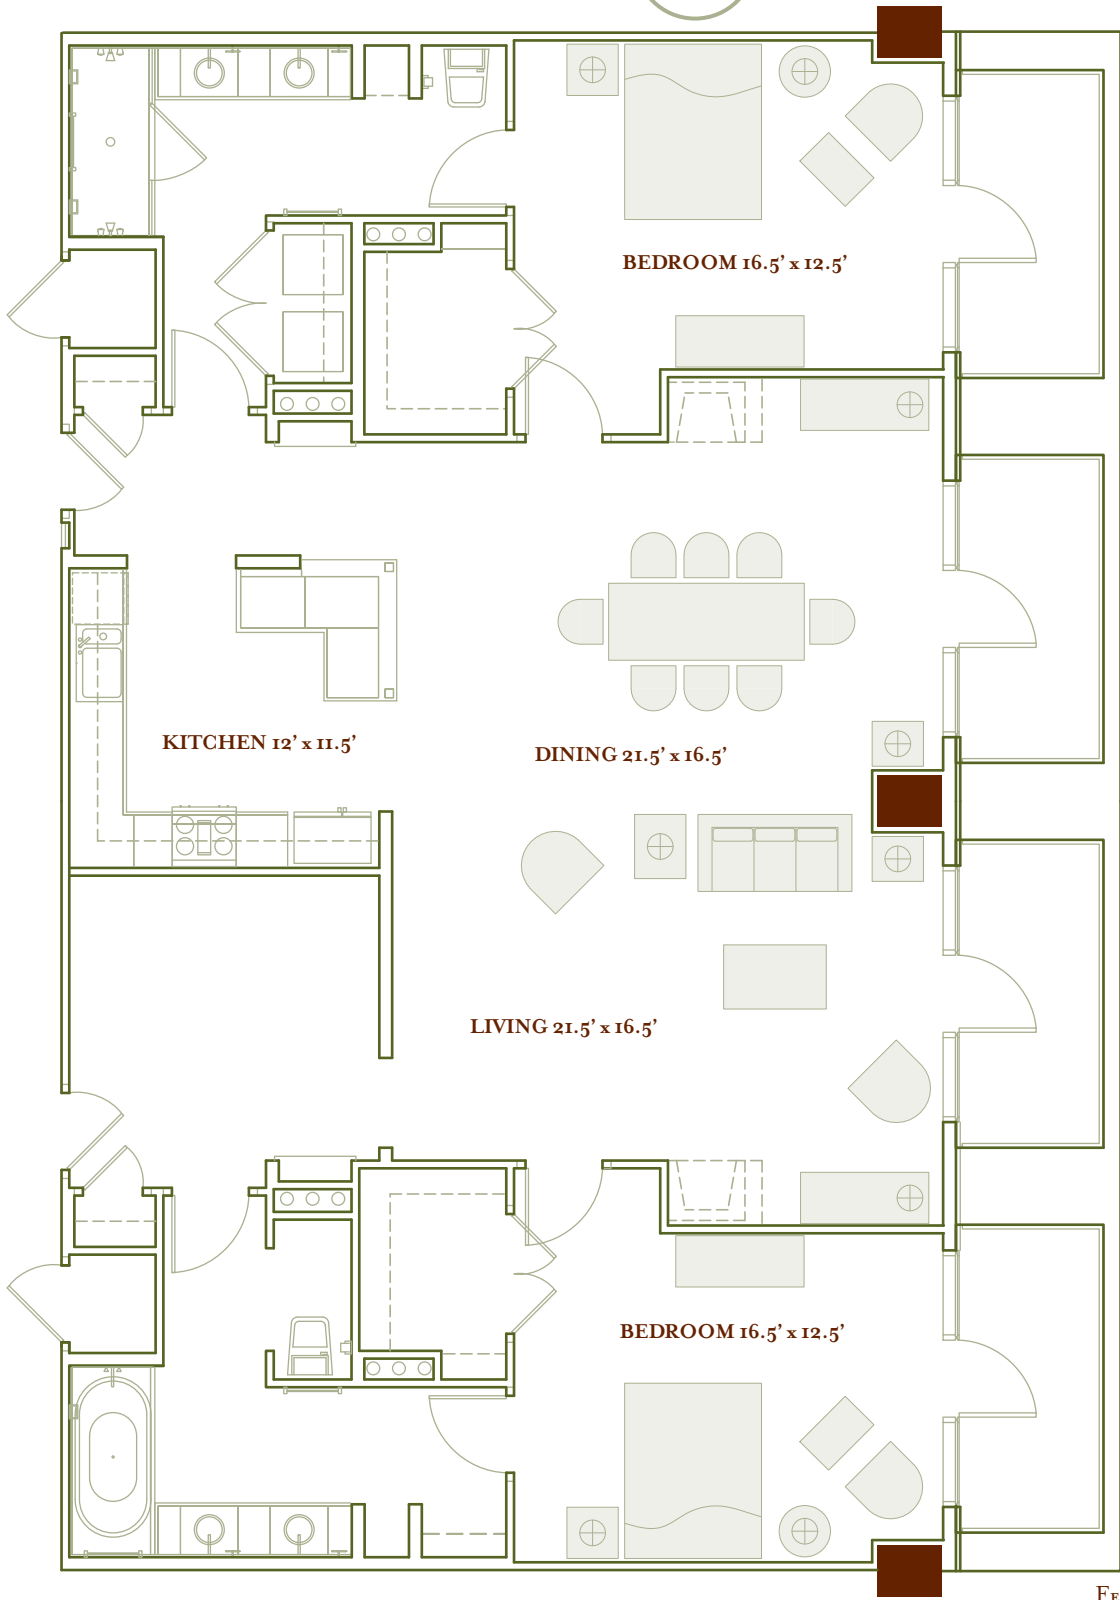 BEDROOM 16.5’ x 12.5’
KITCHEN 12’ x 11.5’
DINING 21.5’ x 16.5’
LIVING 21.5’ x 16.5’
BEDROOM 16.5’ x 12.5’